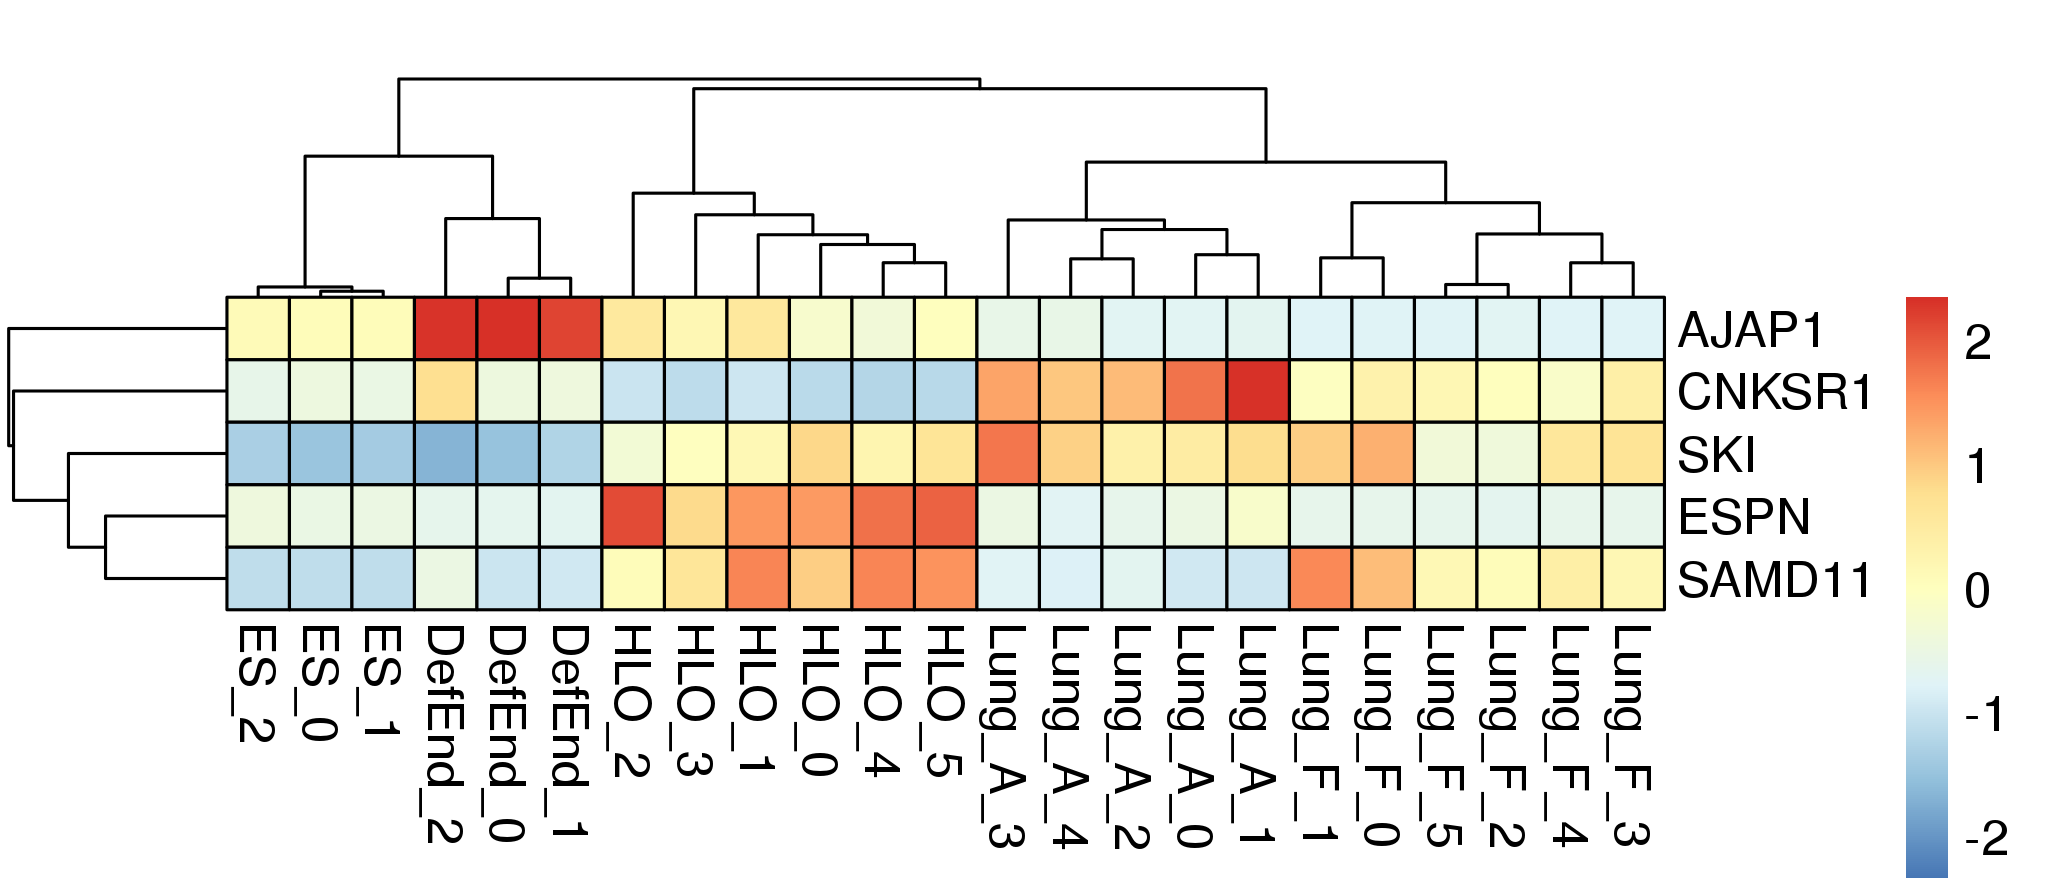 AJAP1
CNKSR1
SKI
ESPN
SAMD11
2
1
0
-1
-2
ES_2
ES_0
ES_1
DefEnd_2
DefEnd_0
DefEnd_1
HLO_2
HLO_3
HLO_1
HLO_0
HLO_4
HLO_5
Lung_A_3
Lung_A_4
Lung_A_2
Lung_A_0
Lung_A_1
Lung_F_1
Lung_F_0
Lung_F_5
Lung_F_2
Lung_F_4
Lung_F_3